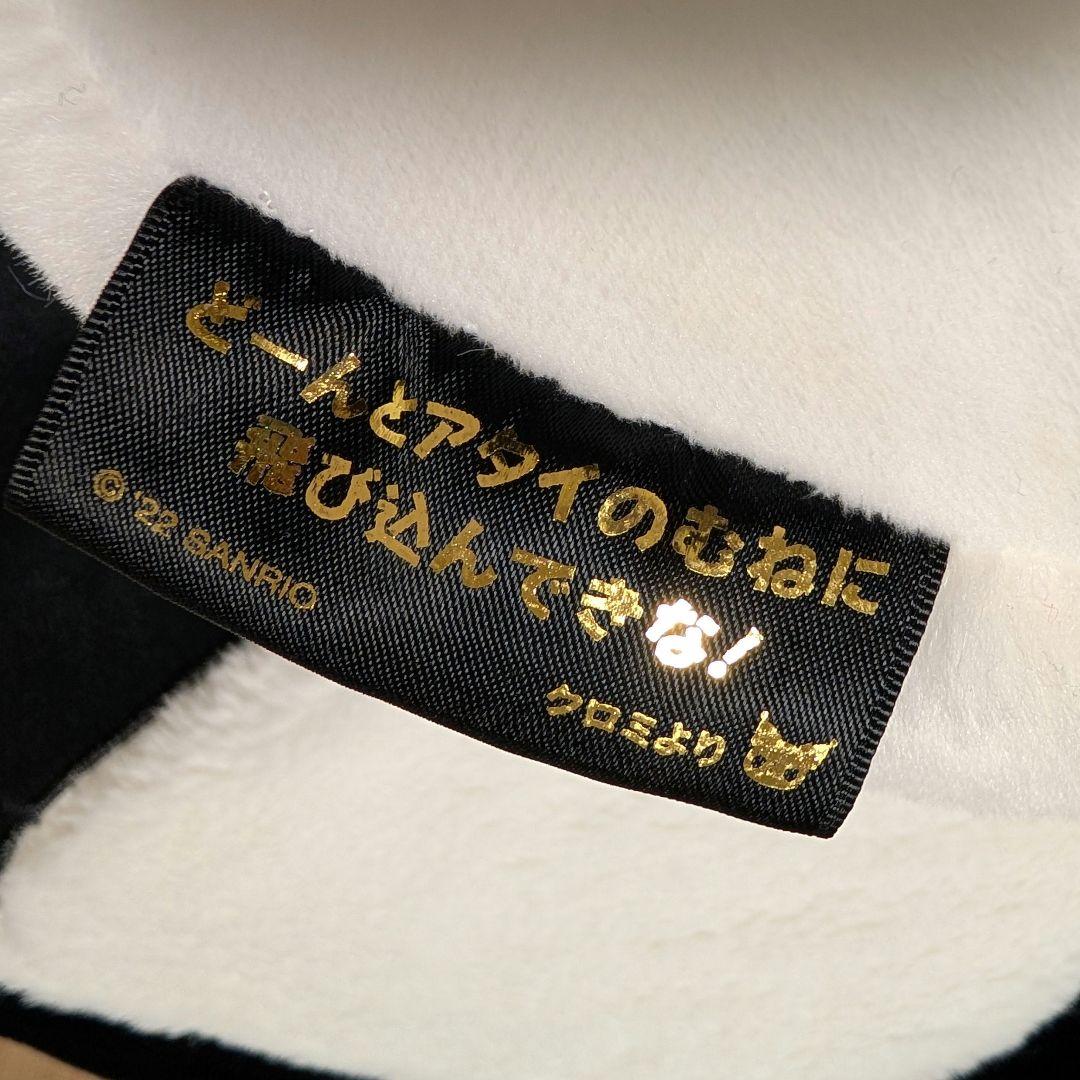 どーんとアタイのむねに
飛び込んできな!
© '22 SANRIO
クロミより